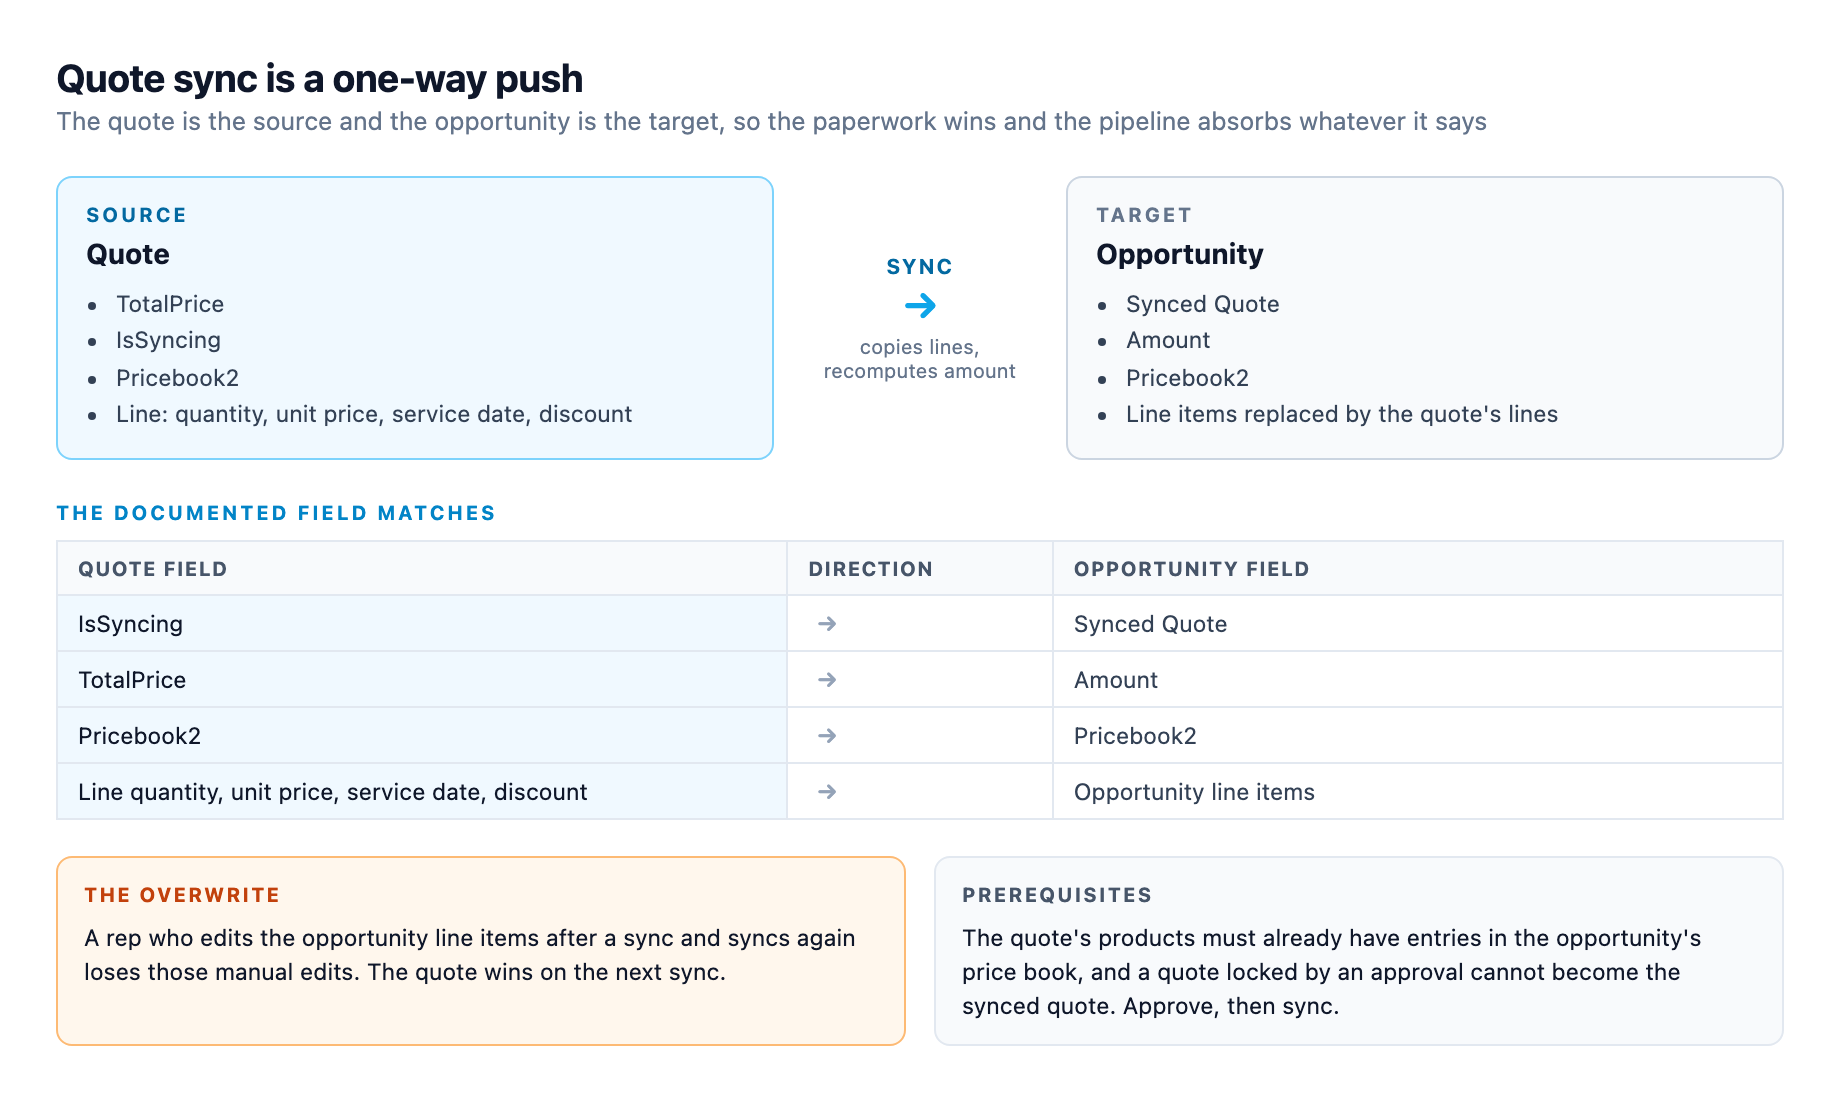 Quote sync is a one-way push
The quote is the source and the opportunity is the target, so the paperwork wins and the pipeline absorbs whatever it says
SOURCE
Quote
• TotalPrice
• IsSyncing
• Pricebook2
• Line: quantity, unit price, service date, discount
SYNC
→
copies lines,
recomputes amount
TARGET
Opportunity
• Synced Quote
• Amount
• Pricebook2
• Line items replaced by the quote's lines
THE DOCUMENTED FIELD MATCHES
QUOTE FIELD DIRECTION OPPORTUNITY FIELD
IsSyncing → Synced Quote
TotalPrice → Amount
Pricebook2 → Pricebook2
Line quantity, unit price, service date, discount → Opportunity line items
THE OVERWRITE
A rep who edits the opportunity line items after a sync and syncs again
loses those manual edits. The quote wins on the next sync.
PREREQUISITES
The quote's products must already have entries in the opportunity's
price book, and a quote locked by an approval cannot become the
synced quote. Approve, then sync.